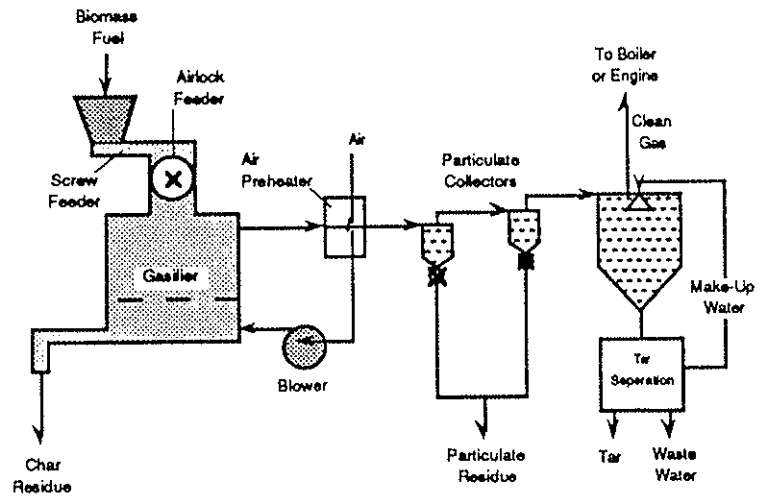 Biomass
Fuel
Airlock
Feeder
Screw
Feeder
Gasifier
Char
Residue
Air
Preheater
Air
Blower
Particulate
Collectors
Particulate
Residue
To Boiler
or Engine
Clean
Gas
Make-Up
Water
Tar
Seperation
Tar
Waste
Water